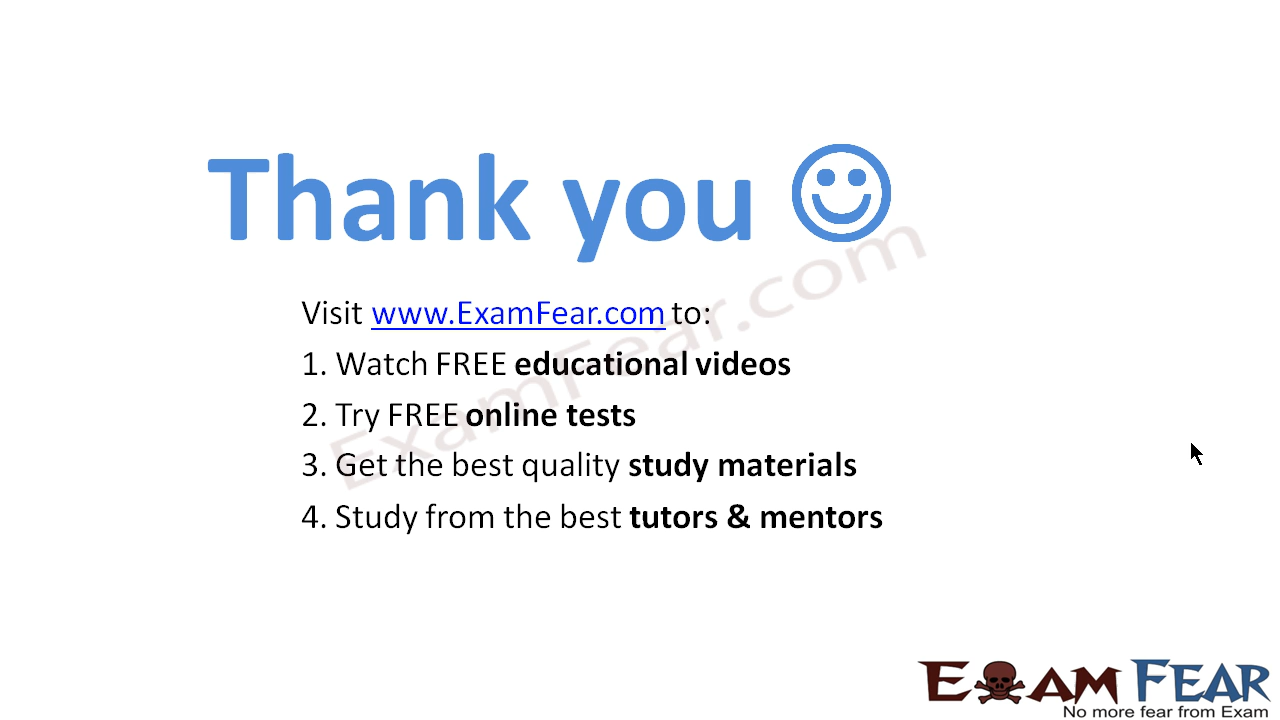 Thank you
Visit www.ExamFear.com to:
1. Watch FREE educational videos
2. Try FREE online tests
3. Get the best quality study materials
4. Study from the best tutors & mentors
ExamFear.com
EXAM FEAR
No more fear from Exam